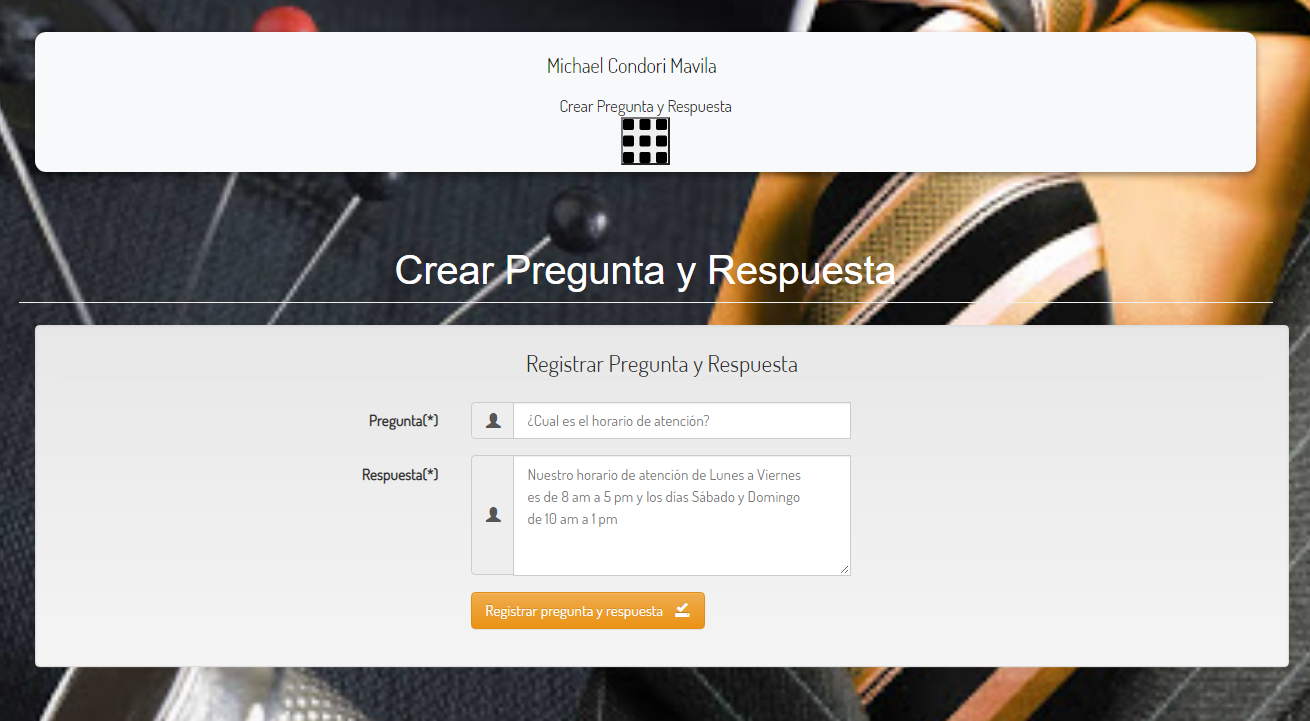 Michael Condori Mavila
Crear Pregunta y Respuesta
Crear Pregunta y Respuesta
Registrar Pregunta y Respuesta
Pregunta(*)
¿Cual es el horario de atención?
Respuesta(*)
Nuestro horario de atención de Lunes a Viernes
es de 8 am a 5 pm y los días Sábado y Domingo
de 10 am a 1 pm
Registrar pregunta y respuesta